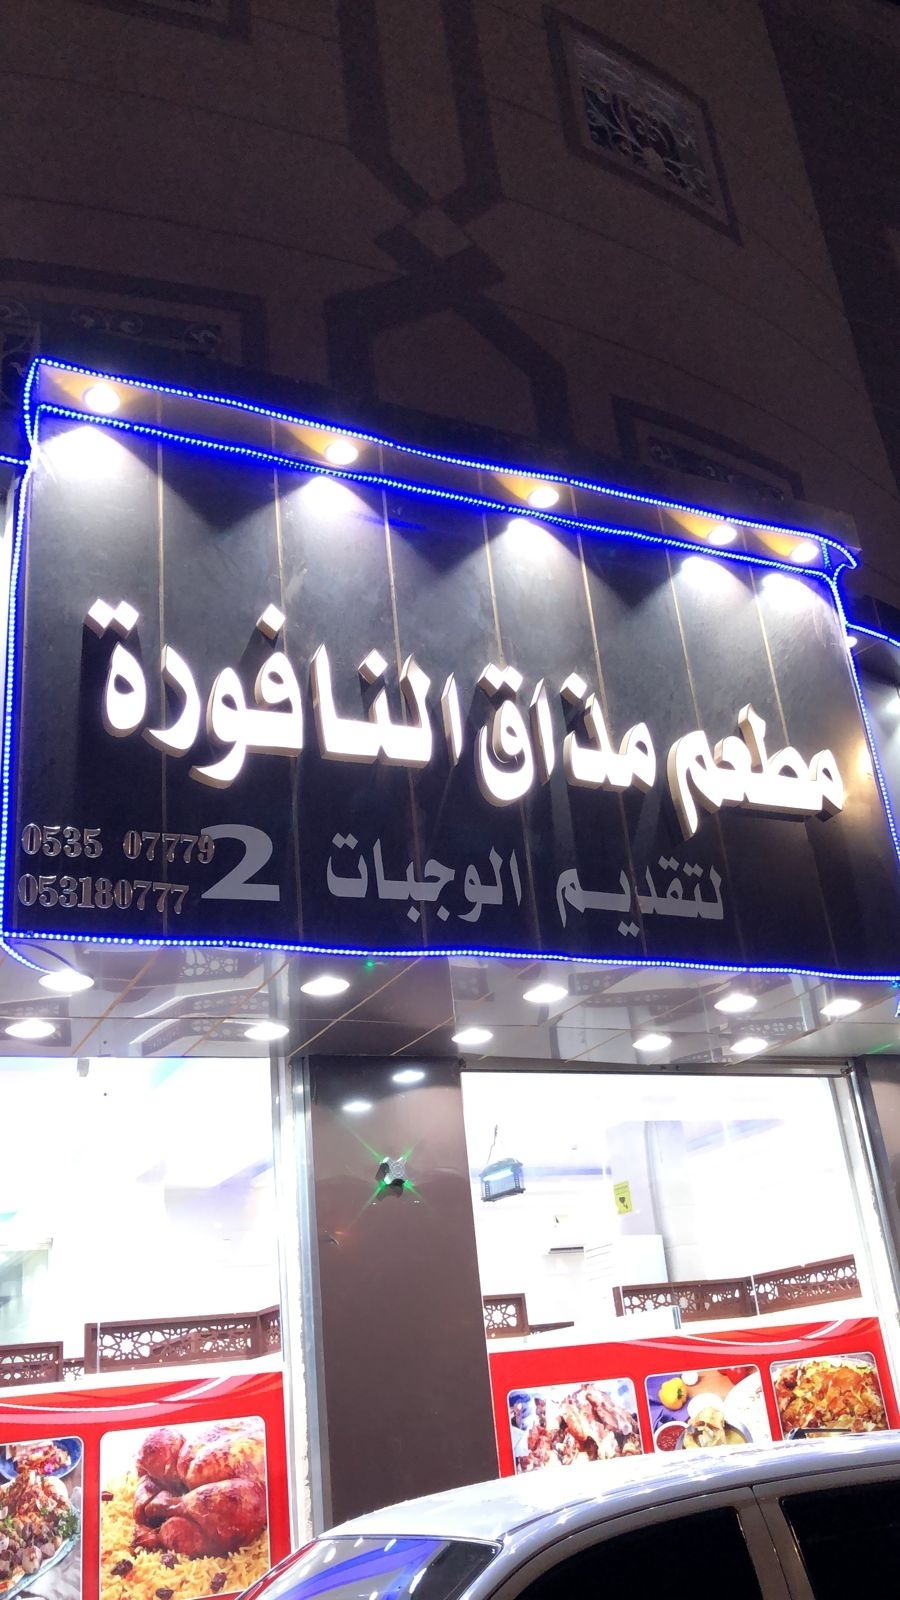 مطعم مذاق النافورة
لتقديم الوجبات 2
0535 07779
053180777